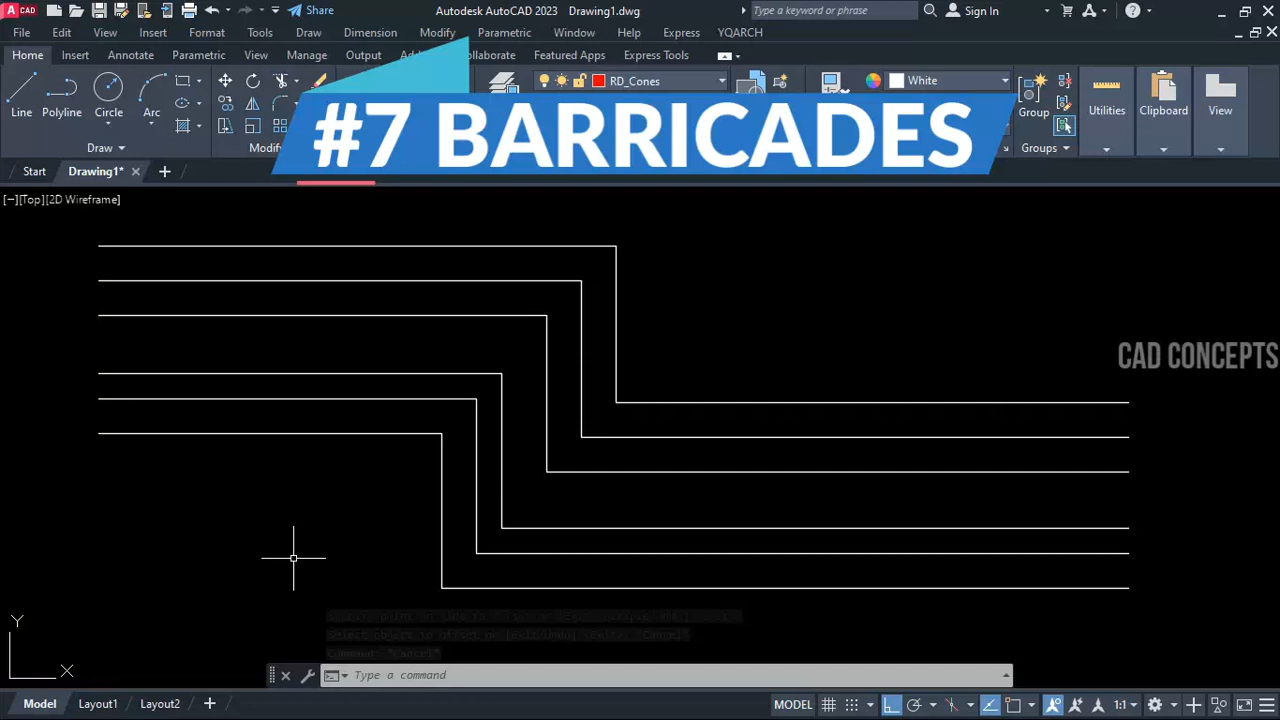 CAD
Share
Autodesk AutoCAD 2023 Drawing1.dwg
Type a keyword or phrase
Sign In
File Edit View Insert Format Tools Draw Dimension Modify Parametric Window Help Express YQARCH
Home Insert Annotate Parametric View Manage Output Featured Apps Express Tools
RD_Cones
White
Line Polyline Circle Arc
Group
Utilities Clipboard View
Draw
Groups
#7 BARRICADES
Start Drawing1*
[−][Top][2D Wireframe]
CAD CONCEPTS
Y
X
Command: *Cancel*
Type a command
Model Layout1 Layout2
MODEL
1:1